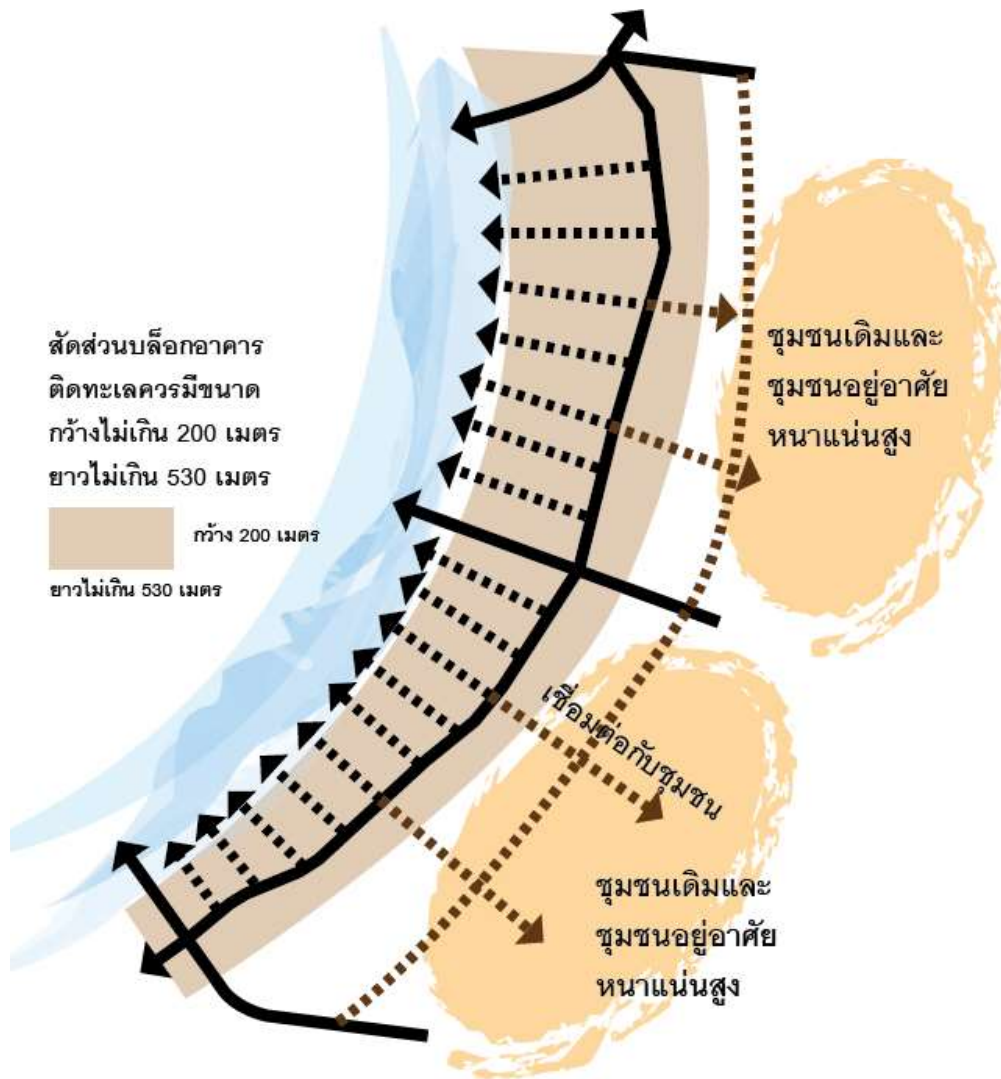 สัดส่วนบล็อกอาคาร
ติดทะเลควรมีขนาด
กว้างไม่เกิน 200 เมตร
ยาวไม่เกิน 530 เมตร
กว้าง 200 เมตร
ยาวไม่เกิน 530 เมตร
ชุมชนเดิมและ
ชุมชนอยู่อาศัย
หนาแน่นสูง
เชื่อมต่อกับชุมชน
ชุมชนเดิมและ
ชุมชนอยู่อาศัย
หนาแน่นสูง